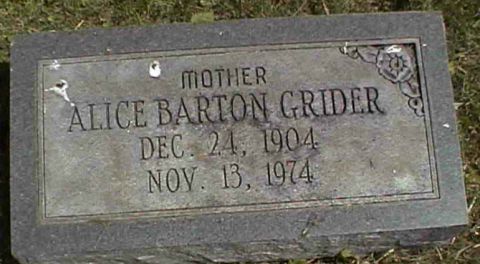 MOTHER
ALICE BARTON GRIDER
DEC. 24, 1904
NOV. 13, 1974